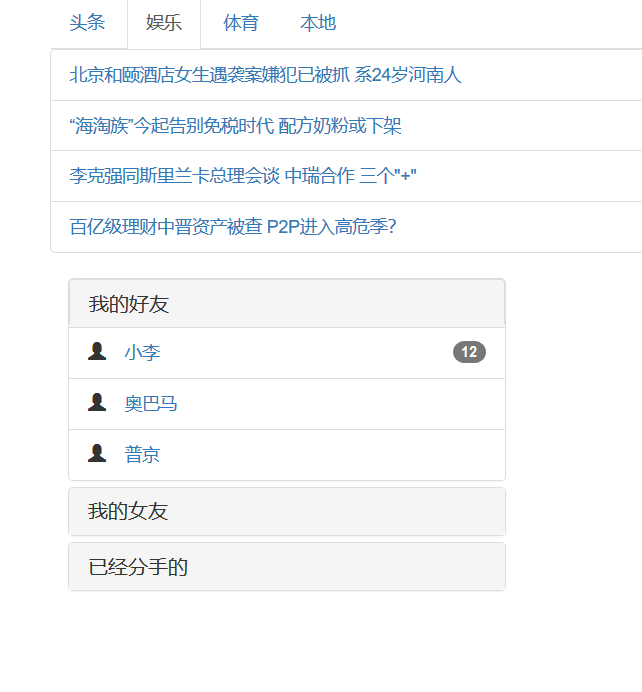 头条 娱乐 体育 本地
北京和颐酒店女生遇袭案嫌犯已被抓 系24岁河南人
“海淘族”今起告别免税时代 配方奶粉或下架
李克强同斯里兰卡总理会谈 中瑞合作 三个"+"
百亿级理财中晋资产被查 P2P进入高危季?
我的好友
小李 12
奥巴马
普京
我的女友
已经分手的